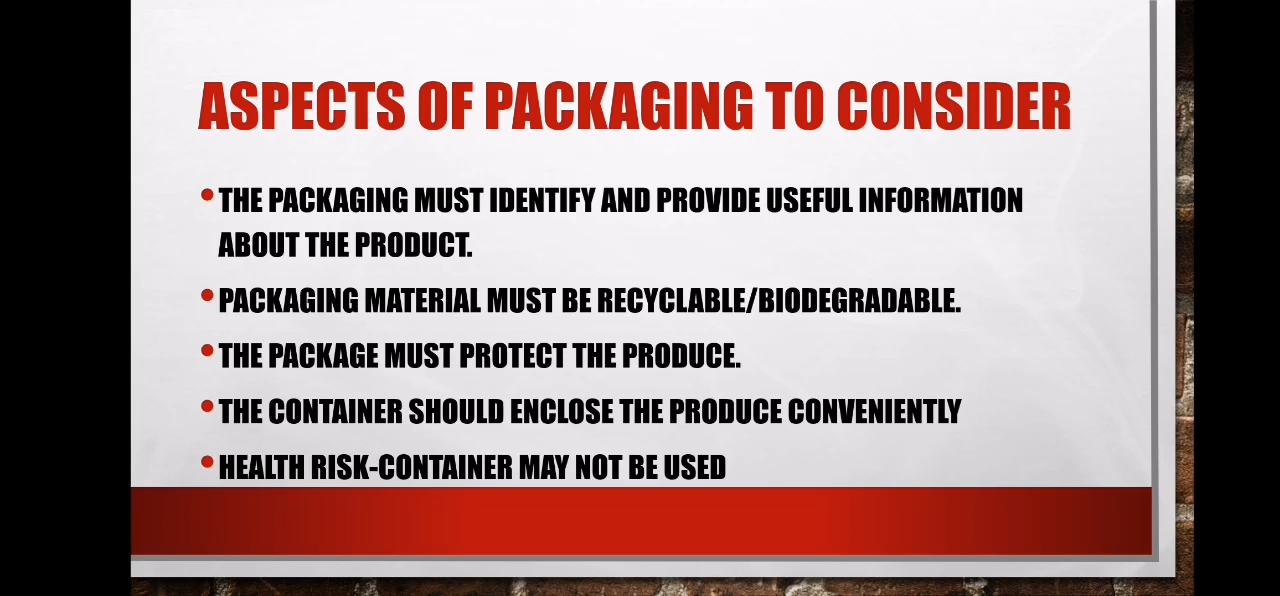 ASPECTS OF PACKAGING TO CONSIDER
• THE PACKAGING MUST IDENTIFY AND PROVIDE USEFUL INFORMATION
ABOUT THE PRODUCT.
• PACKAGING MATERIAL MUST BE RECYCLABLE/BIODEGRADABLE.
• THE PACKAGE MUST PROTECT THE PRODUCE.
• THE CONTAINER SHOULD ENCLOSE THE PRODUCE CONVENIENTLY
• HEALTH RISK-CONTAINER MAY NOT BE USED